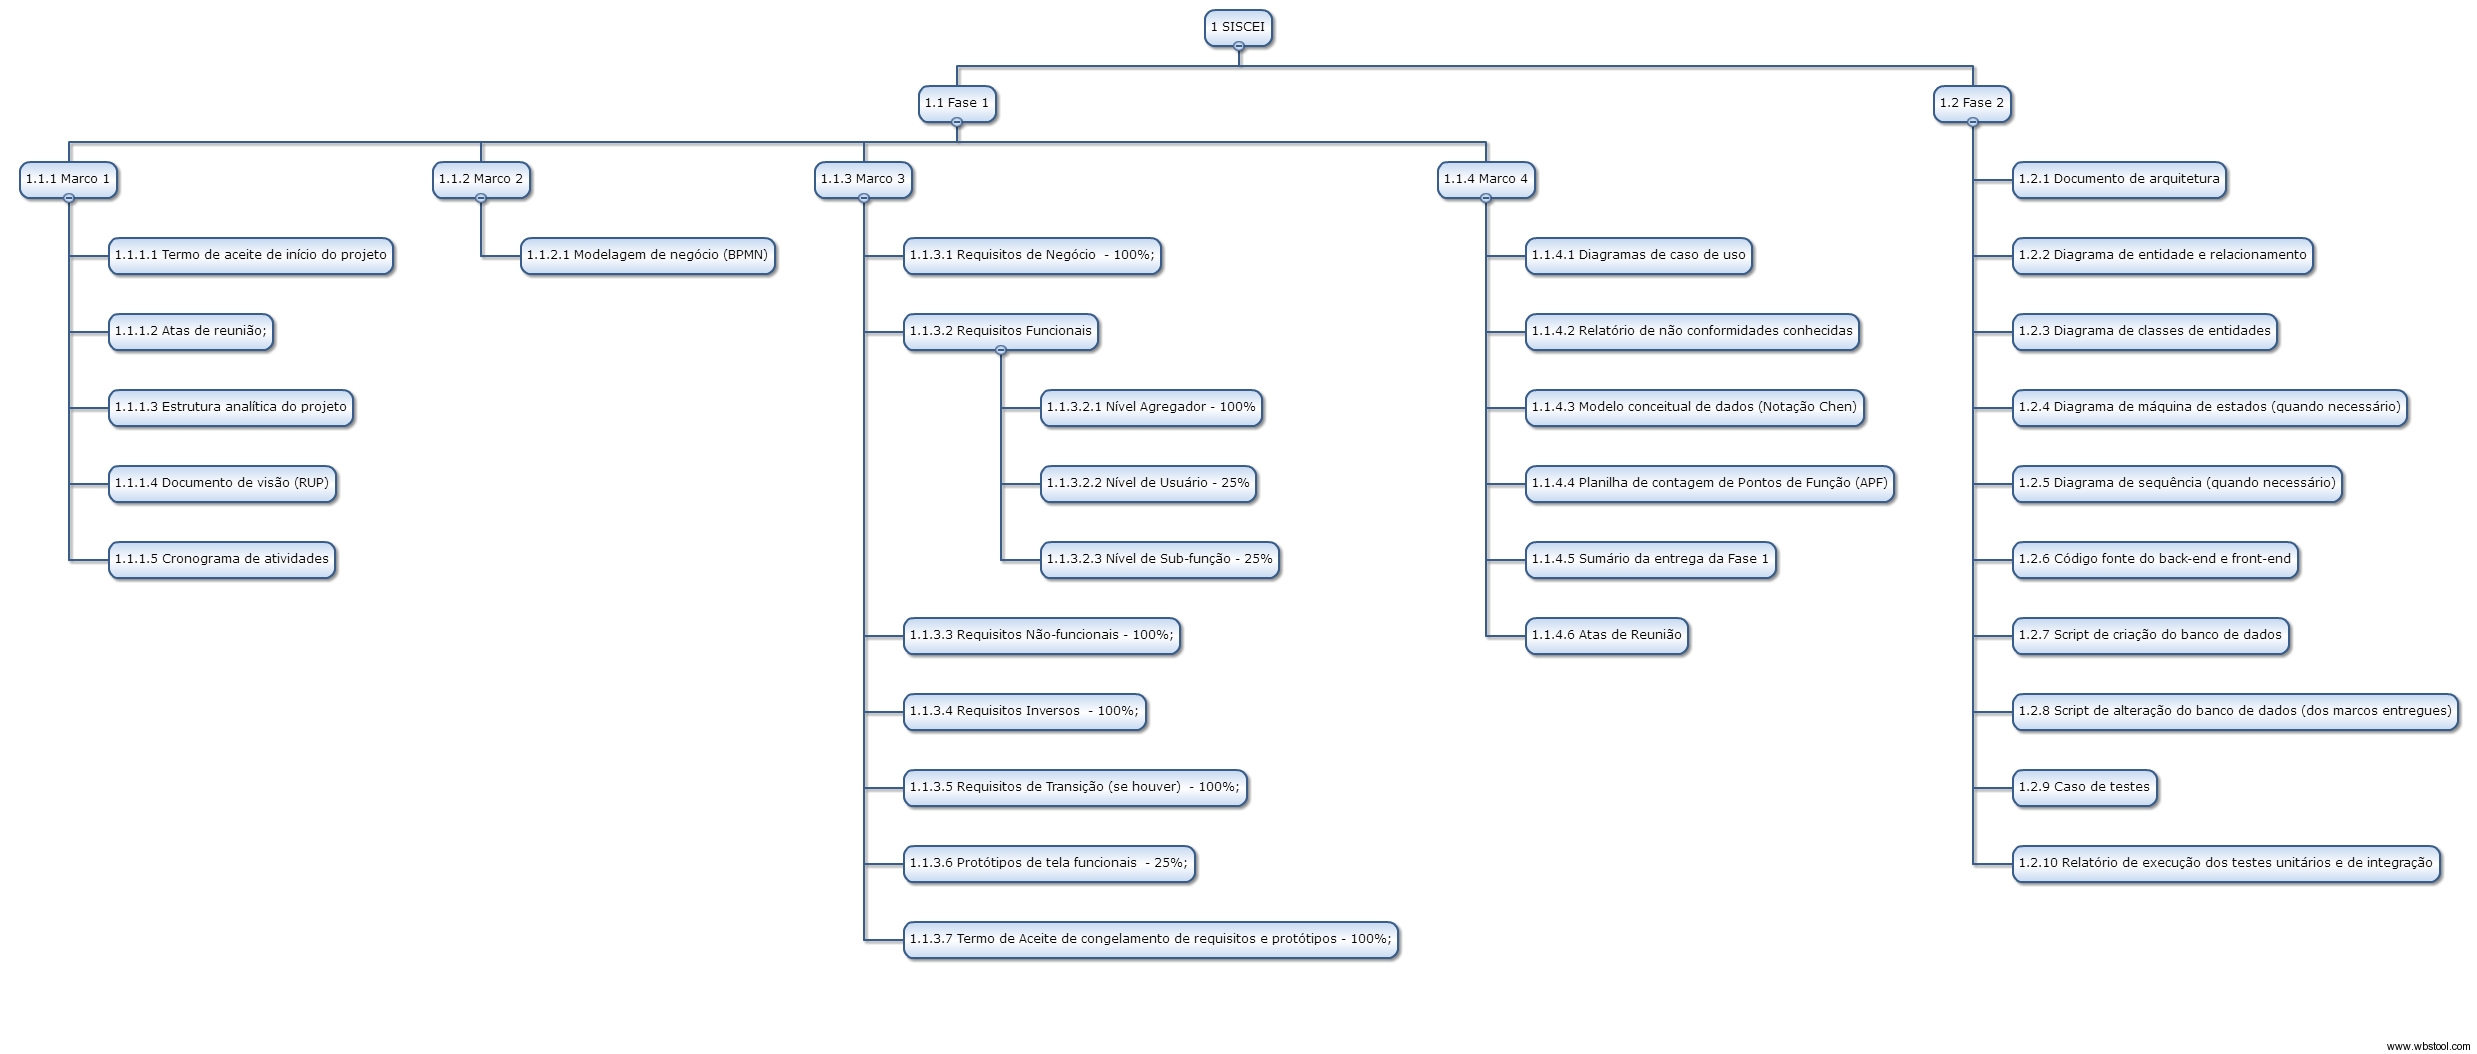 1 SISCEI
1.1 Fase 1
1.1.1 Marco 1
1.1.1.1 Termo de aceite de início do projeto
1.1.1.2 Atas de reunião;
1.1.1.3 Estrutura analítica do projeto
1.1.1.4 Documento de visão (RUP)
1.1.1.5 Cronograma de atividades
1.1.2 Marco 2
1.1.2.1 Modelagem de negócio (BPMN)
1.1.3 Marco 3
1.1.3.1 Requisitos de Negócio  - 100%;
1.1.3.2 Requisitos Funcionais
1.1.3.2.1 Nível Agregador - 100%
1.1.3.2.2 Nível de Usuário - 25%
1.1.3.2.3 Nível de Sub-função - 25%
1.1.3.3 Requisitos Não-funcionais - 100%;
1.1.3.4 Requisitos Inversos  - 100%;
1.1.3.5 Requisitos de Transição (se houver)  - 100%;
1.1.3.6 Protótipos de tela funcionais  - 25%;
1.1.3.7 Termo de Aceite de congelamento de requisitos e protótipos - 100%;
1.1.4 Marco 4
1.1.4.1 Diagramas de caso de uso
1.1.4.2 Relatório de não conformidades conhecidas
1.1.4.3 Modelo conceitual de dados (Notação Chen)
1.1.4.4 Planilha de contagem de Pontos de Função (APF)
1.1.4.5 Sumário da entrega da Fase 1
1.1.4.6 Atas de Reunião
1.2 Fase 2
1.2.1 Documento de arquitetura
1.2.2 Diagrama de entidade e relacionamento
1.2.3 Diagrama de classes de entidades
1.2.4 Diagrama de máquina de estados (quando necessário)
1.2.5 Diagrama de sequência (quando necessário)
1.2.6 Código fonte do back-end e front-end
1.2.7 Script de criação do banco de dados
1.2.8 Script de alteração do banco de dados (dos marcos entregues)
1.2.9 Caso de testes
1.2.10 Relatório de execução dos testes unitários e de integração
www.wbstool.com